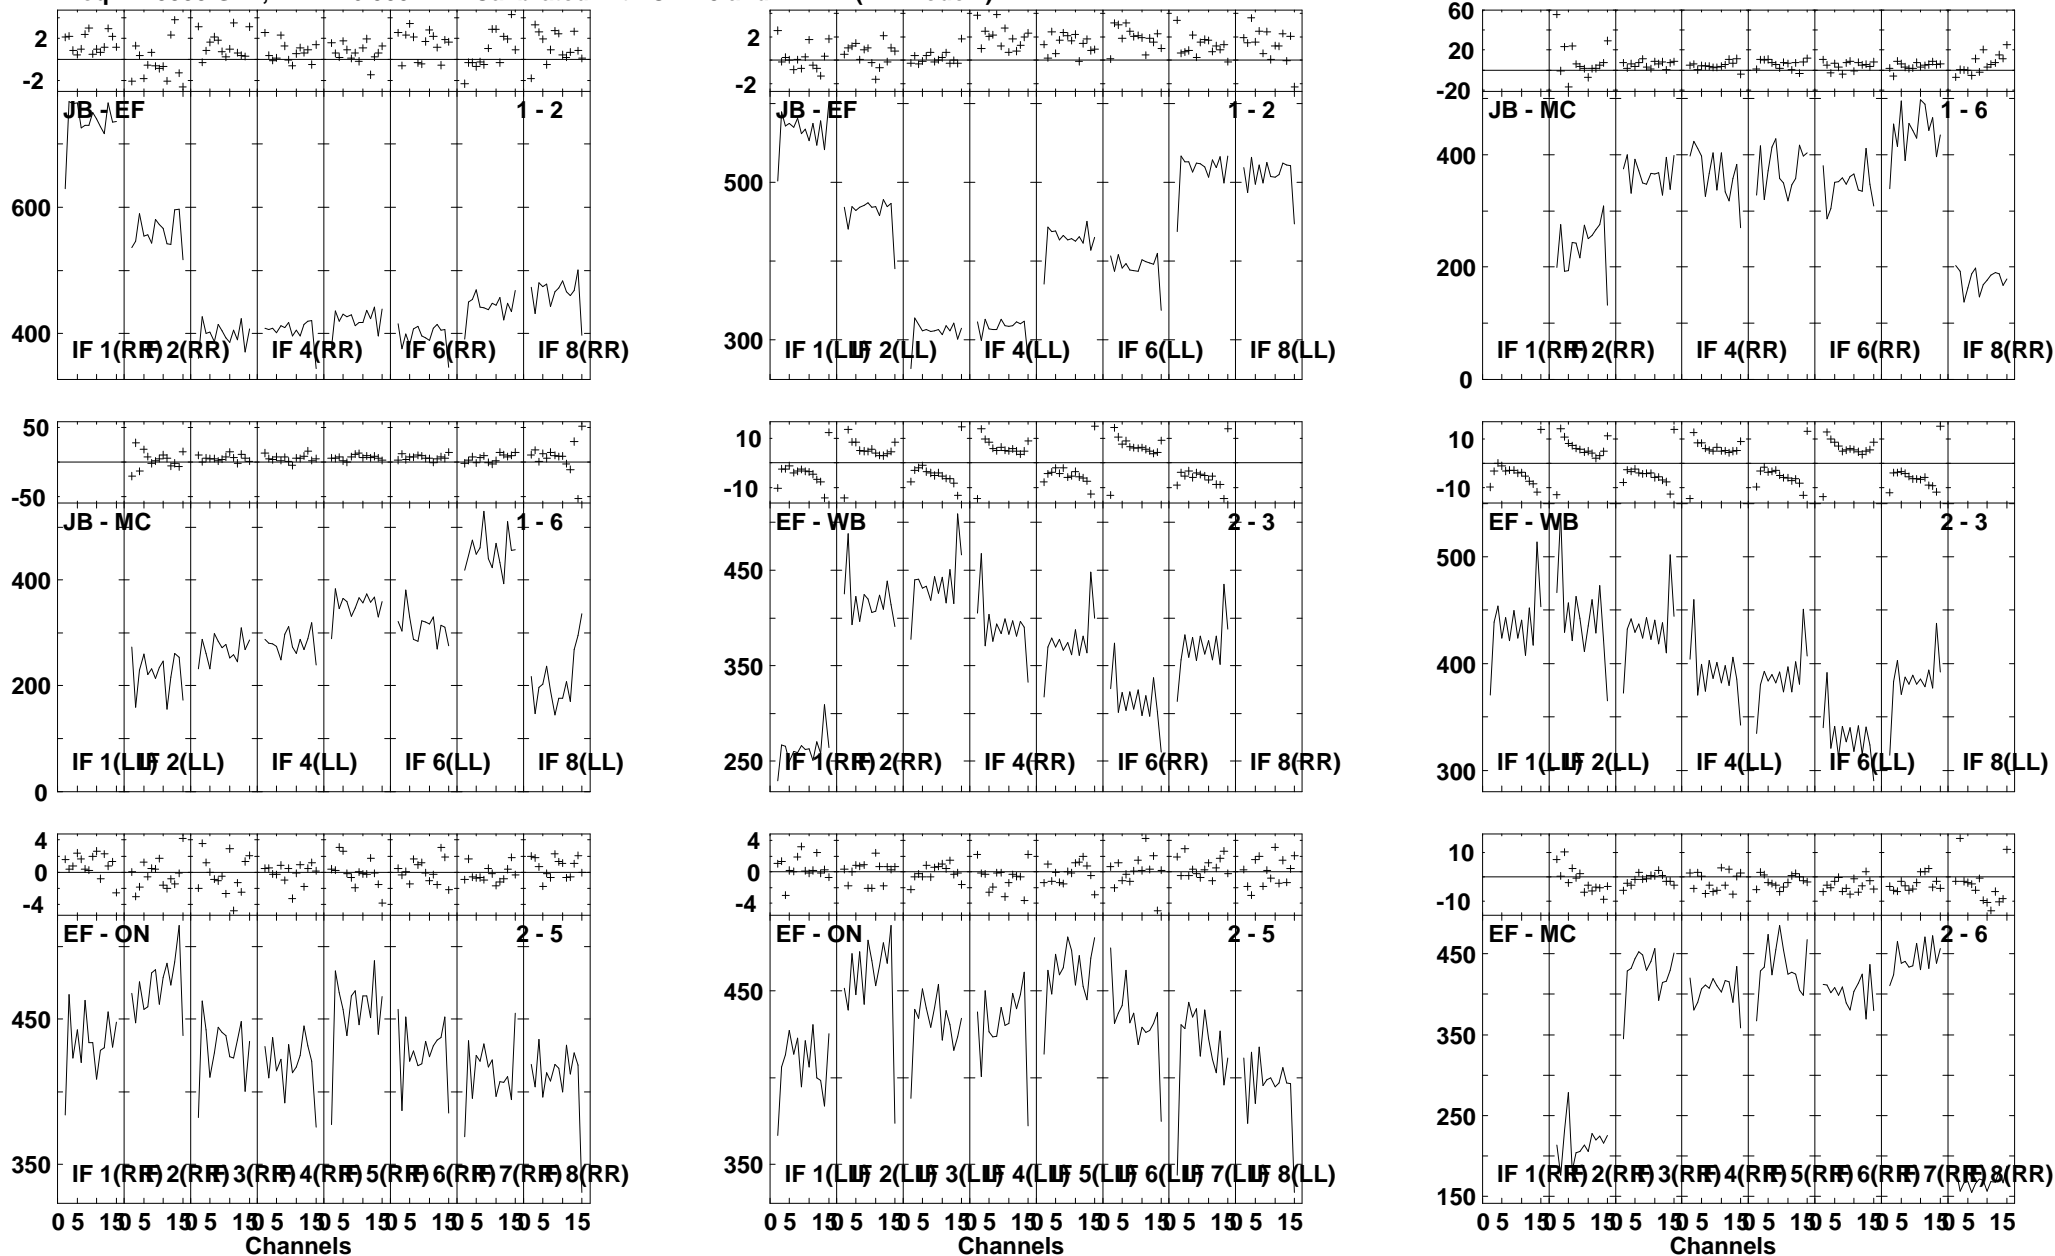 2
-2
JB - EF
1 - 2
600
400
IF 1(RR)
IF 2(RR)
IF 4(RR)
IF 6(RR)
IF 8(RR)
2
-2
JB - EF
1 - 2
500
300
IF 1(LL)
IF 2(LL)
IF 4(LL)
IF 6(LL)
IF 8(LL)
60
20
-20
JB - MC
1 - 6
400
200
0
IF 1(RR)
IF 2(RR)
IF 4(RR)
IF 6(RR)
IF 8(RR)
50
-50
JB - MC
1 - 6
400
200
0
IF 1(LL)
IF 2(LL)
IF 4(LL)
IF 6(LL)
IF 8(LL)
10
-10
EF - WB
2 - 3
450
350
250
IF 1(RR)
IF 2(RR)
IF 4(RR)
IF 6(RR)
IF 8(RR)
10
-10
EF - WB
2 - 3
500
400
300
IF 1(LL)
IF 2(LL)
IF 4(LL)
IF 6(LL)
IF 8(LL)
4
0
-4
EF - ON
2 - 5
450
350
IF 1(RR)
IF 2(RR)
IF 3(RR)
IF 4(RR)
IF 5(RR)
IF 6(RR)
IF 7(RR)
IF 8(RR)
0 5 15
0 5 15
0 5 15
0 5 15
0 5 15
0 5 15
0 5 15
0 5 15
Channels
4
0
-4
EF - ON
2 - 5
450
350
IF 1(LL)
IF 2(LL)
IF 3(LL)
IF 4(LL)
IF 5(LL)
IF 6(LL)
IF 7(LL)
IF 8(LL)
0 5 15
0 5 15
0 5 15
0 5 15
0 5 15
0 5 15
0 5 15
0 5 15
Channels
10
-10
EF - MC
2 - 6
450
350
250
150
IF 1(RR)
IF 2(RR)
IF 3(RR)
IF 4(RR)
IF 5(RR)
IF 6(RR)
IF 7(RR)
IF 8(RR)
0 5 15
0 5 15
0 5 15
0 5 15
0 5 15
0 5 15
0 5 15
0 5 15
Channels